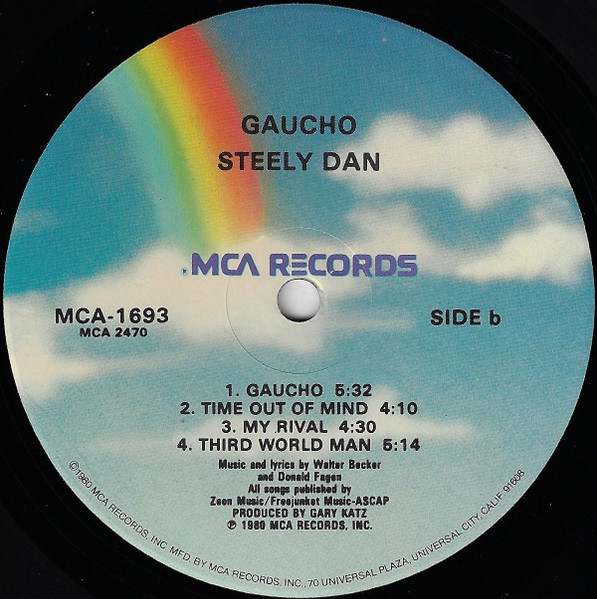 GAUCHO
STEELY DAN
MCA RECORDS
MCA-1693
MCA 2470
SIDE b
1. GAUCHO 5:32
2. TIME OUT OF MIND 4:10
3. MY RIVAL 4:30
4. THIRD WORLD MAN 5:14
Music and lyrics by Walter Becker
and Donald Fagen
All songs published by
Zeon Music/Freejunket Music-ASCAP
PRODUCED BY GARY KATZ
℗ 1980 MCA RECORDS, INC.
©1980 MCA RECORDS, INC MFD. BY MCA RECORDS, INC., 70 UNIVERSAL PLAZA, UNIVERSAL CITY, CALIF. 91608